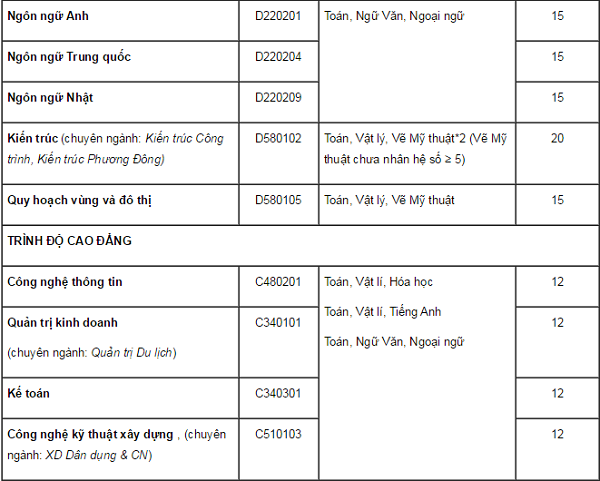 Ngôn ngữ Anh D220201 Toán, Ngữ Văn, Ngoại ngữ 15
Ngôn ngữ Trung quốc D220204 15
Ngôn ngữ Nhật D220209 15
Kiến trúc (chuyên ngành: Kiến trúc Công D580102 Toán, Vật lý, Vẽ Mỹ thuật*2 (Vẽ Mỹ 20
trình, Kiến trúc Phương Đông) thuật chưa nhân hệ số ≥ 5)
Quy hoạch vùng và đô thị D580105 Toán, Vật lý, Vẽ Mỹ thuật 15
TRÌNH ĐỘ CAO ĐẲNG
Công nghệ thông tin C480201 Toán, Vật lí, Hóa học 12
Quản trị kinh doanh C340101 Toán, Vật lí, Tiếng Anh 12
(chuyên ngành: Quản trị Du lịch) Toán, Ngữ Văn, Ngoại ngữ
Kế toán C340301 12
Công nghệ kỹ thuật xây dựng , (chuyên C510103 12
ngành: XD Dân dụng & CN)